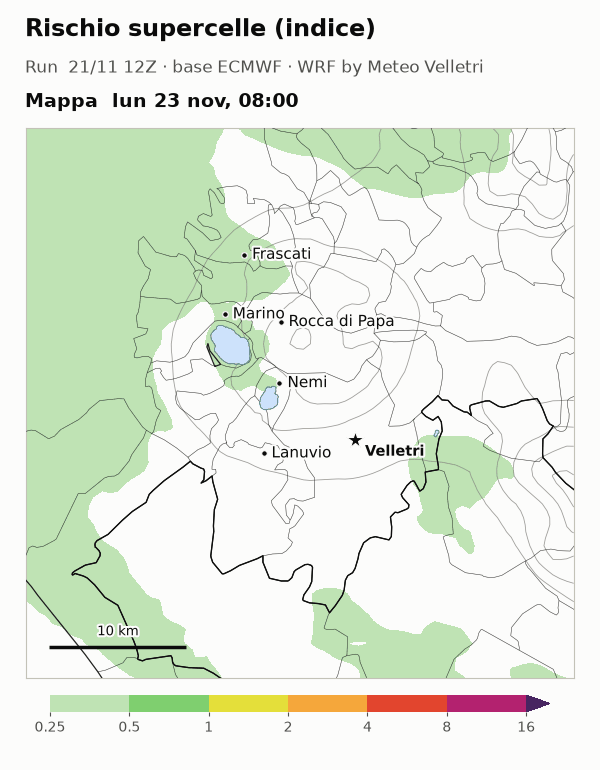 Rischio supercelle (indice)
Run  21/11 12Z · base ECMWF · WRF by Meteo Velletri
Mappa  lun 23 nov, 08:00
Frascati
Marino
Rocca di Papa
Nemi
Lanuvio
Velletri
10 km
0.25 0.5 1 2 4 8 16